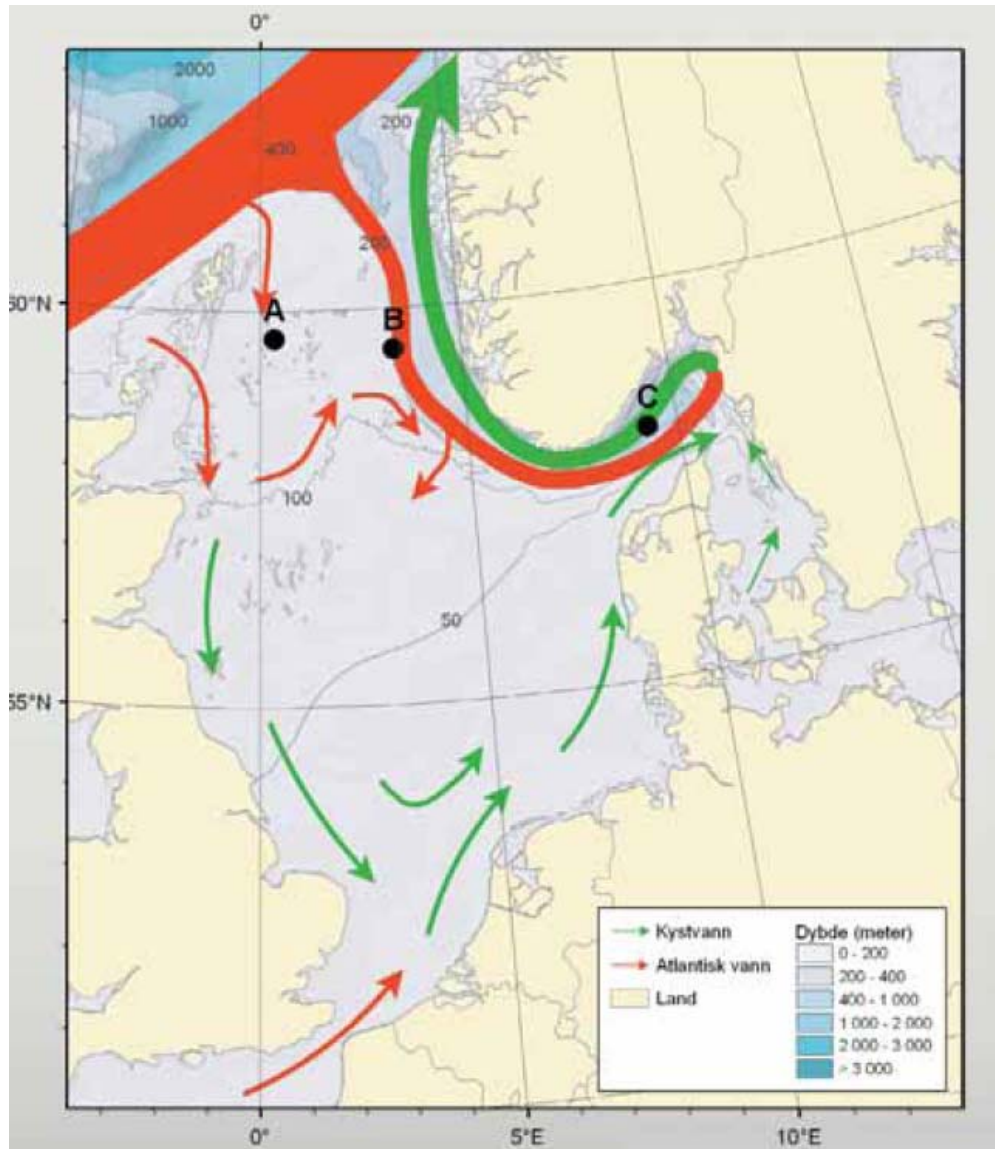 0°
2000
1000
200
400
200
60°N
A
B
C
100
50
55°N
Kystvann
Atlantisk vann
Land
Dybde (meter)
0 - 200
200 - 400
400 - 1 000
1 000 - 2 000
2 000 - 3 000
> 3 000
0°
5°E
10°E